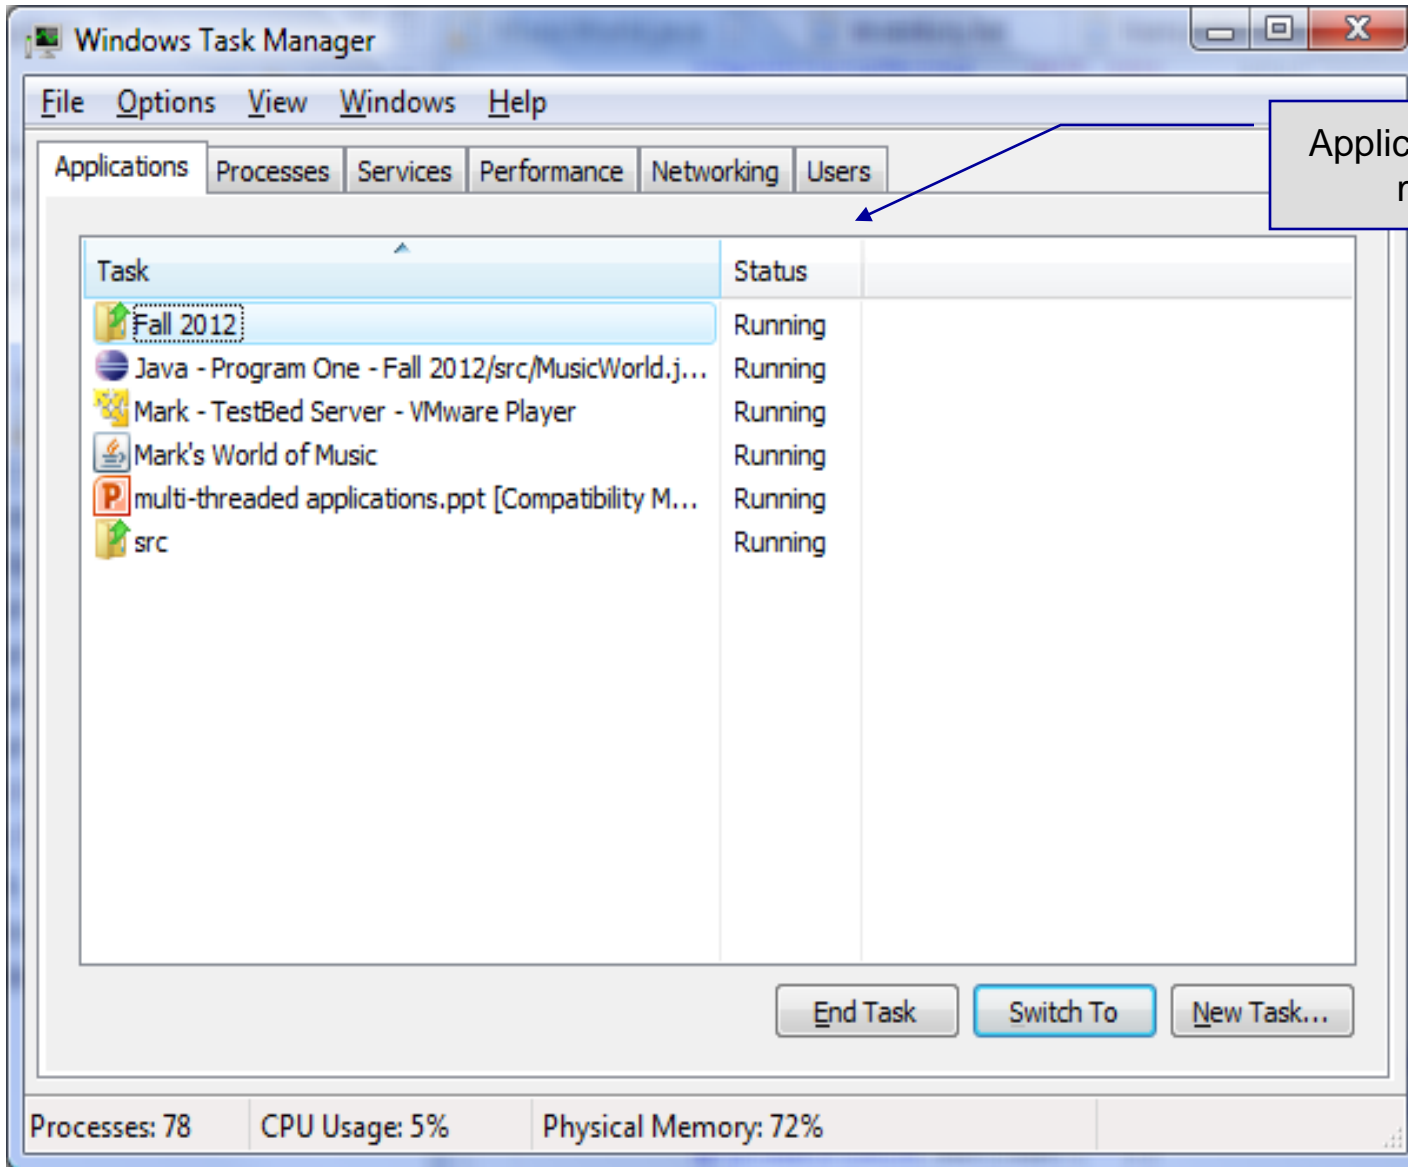 Windows Task Manager
File Options View Windows Help
Applications Processes Services Performance Networking Users
Applic
r
Task Status
Fall 2012 Running
Java - Program One - Fall 2012/src/MusicWorld.j... Running
Mark - TestBed Server - VMware Player Running
Mark's World of Music Running
multi-threaded applications.ppt [Compatibility M... Running
src Running
End Task Switch To New Task...
Processes: 78 CPU Usage: 5% Physical Memory: 72%